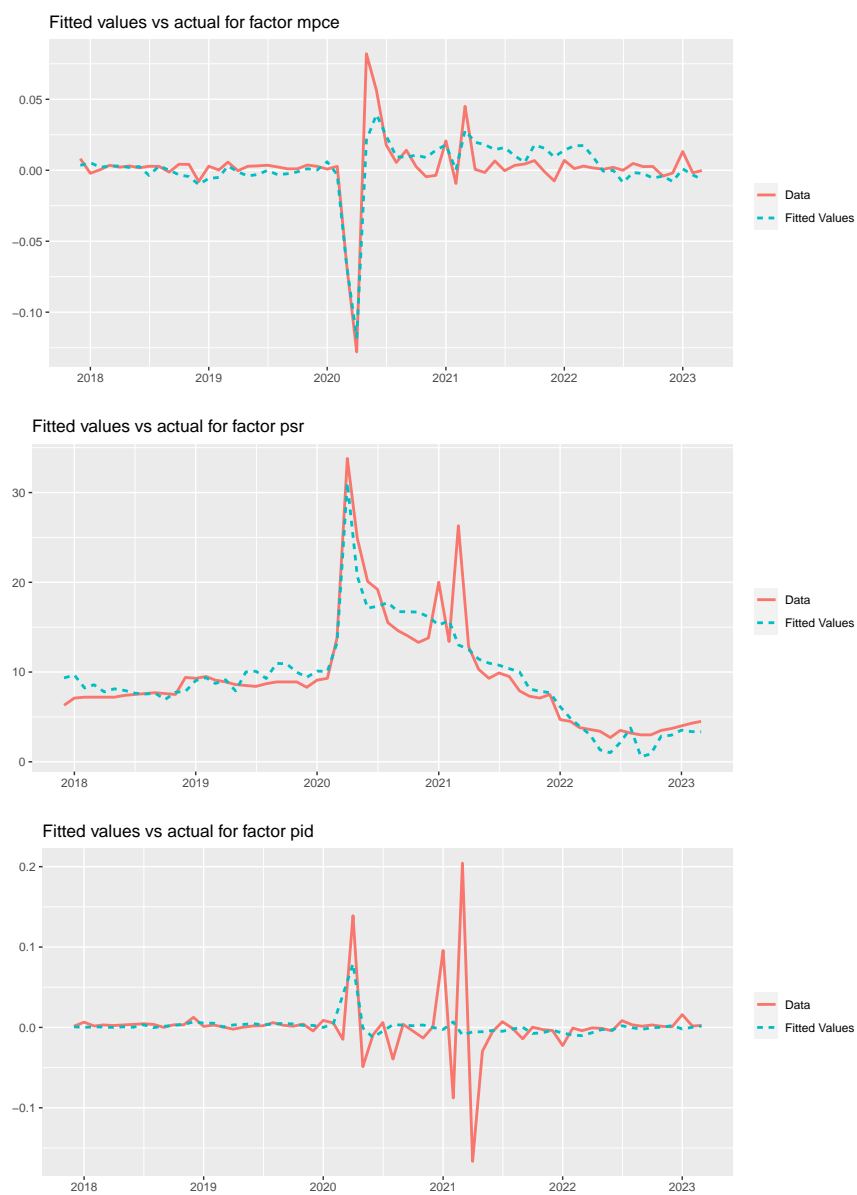 Fitted values vs actual for factor mpce
0.05
0.00
−0.05
−0.10
2018 2019 2020 2021 2022 2023
Data
Fitted Values
Fitted values vs actual for factor psr
30
20
10
0
2018 2019 2020 2021 2022 2023
Data
Fitted Values
Fitted values vs actual for factor pid
0.2
0.1
0.0
−0.1
2018 2019 2020 2021 2022 2023
Data
Fitted Values